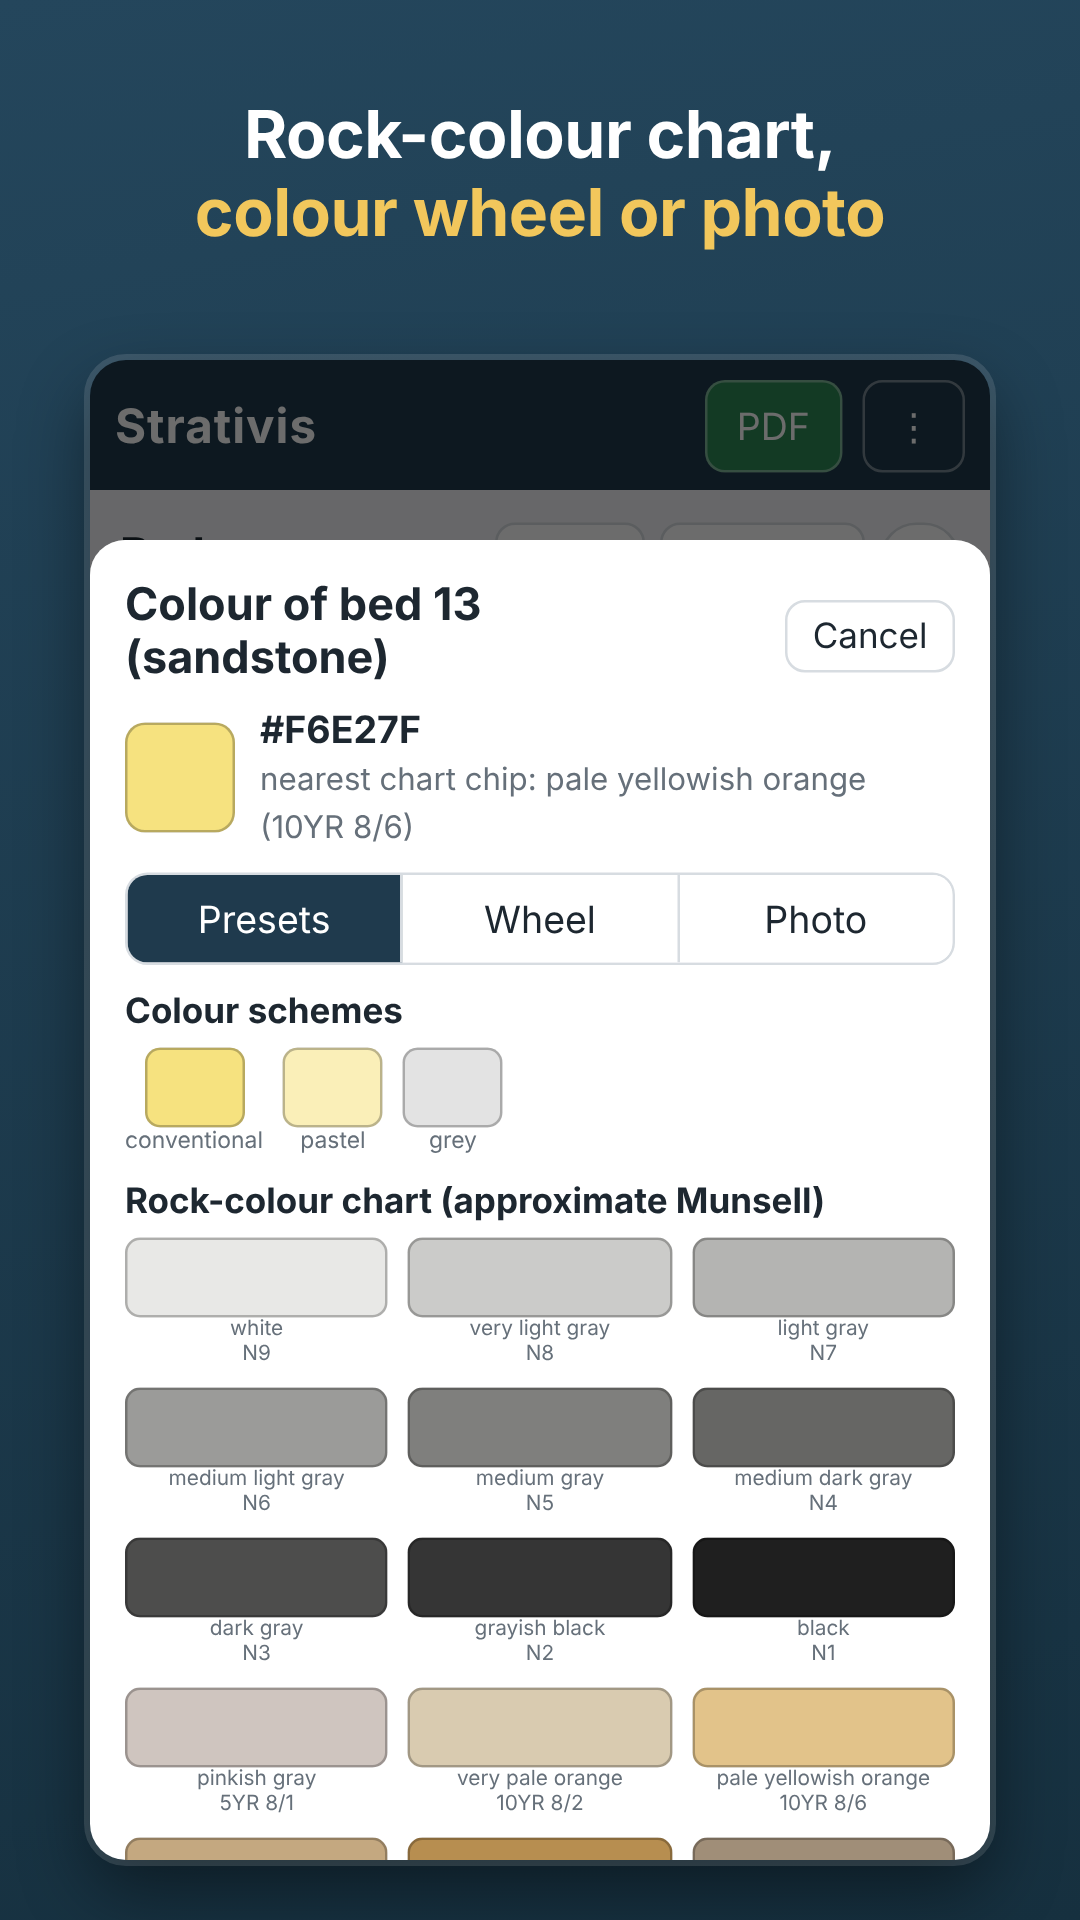 Rock-colour chart,
colour wheel or photo
Strativis
PDF
⋮
Colour of bed 13
(sandstone)
Cancel
#F6E27F
nearest chart chip: pale yellowish orange
(10YR 8/6)
Presets
Wheel
Photo
Colour schemes
conventional
pastel
grey
Rock-colour chart (approximate Munsell)
white
N9
very light gray
N8
light gray
N7
medium light gray
N6
medium gray
N5
medium dark gray
N4
dark gray
N3
grayish black
N2
black
N1
pinkish gray
5YR 8/1
very pale orange
10YR 8/2
pale yellowish orange
10YR 8/6